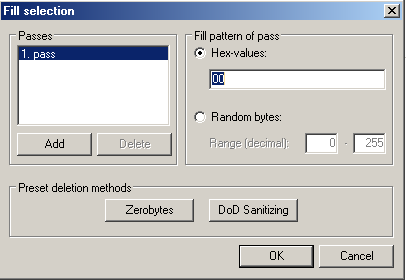 Fill selection
Passes
1. pass
Add
Delete
Fill pattern of pass
Hex-values:
00
Random bytes:
Range (decimal): 0 - 255
Preset deletion methods
Zerobytes
DoD Sanitizing
OK
Cancel